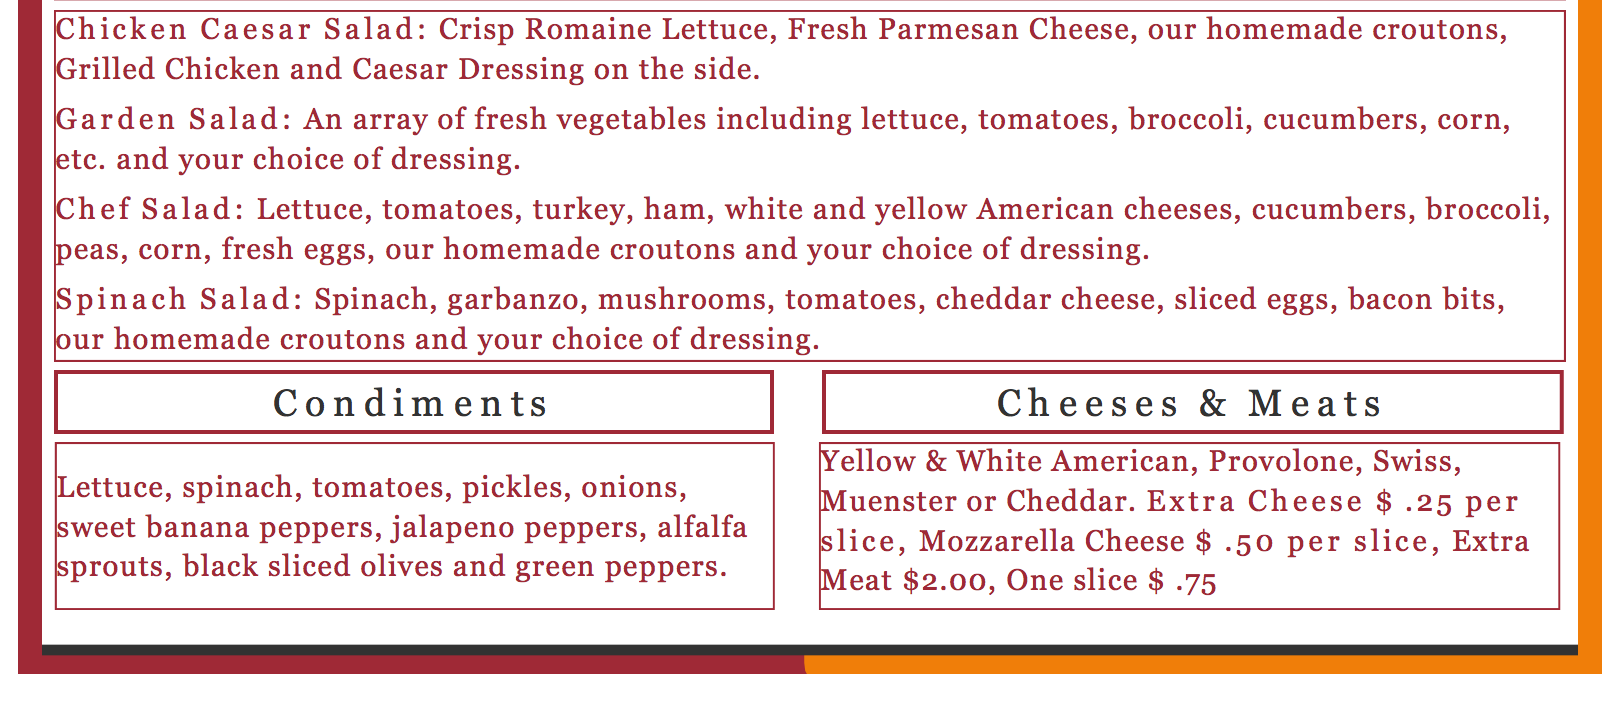 Chicken Caesar Salad: Crisp Romaine Lettuce, Fresh Parmesan Cheese, our homemade croutons,
Grilled Chicken and Caesar Dressing on the side.
Garden Salad: An array of fresh vegetables including lettuce, tomatoes, broccoli, cucumbers, corn,
etc. and your choice of dressing.
Chef Salad: Lettuce, tomatoes, turkey, ham, white and yellow American cheeses, cucumbers, broccoli,
peas, corn, fresh eggs, our homemade croutons and your choice of dressing.
Spinach Salad: Spinach, garbanzo, mushrooms, tomatoes, cheddar cheese, sliced eggs, bacon bits,
our homemade croutons and your choice of dressing.
Condiments
Lettuce, spinach, tomatoes, pickles, onions,
sweet banana peppers, jalapeno peppers, alfalfa
sprouts, black sliced olives and green peppers.
Cheeses & Meats
Yellow & White American, Provolone, Swiss,
Muenster or Cheddar. Extra Cheese $ .25 per
slice, Mozzarella Cheese $ .50 per slice, Extra
Meat $2.00, One slice $ .75